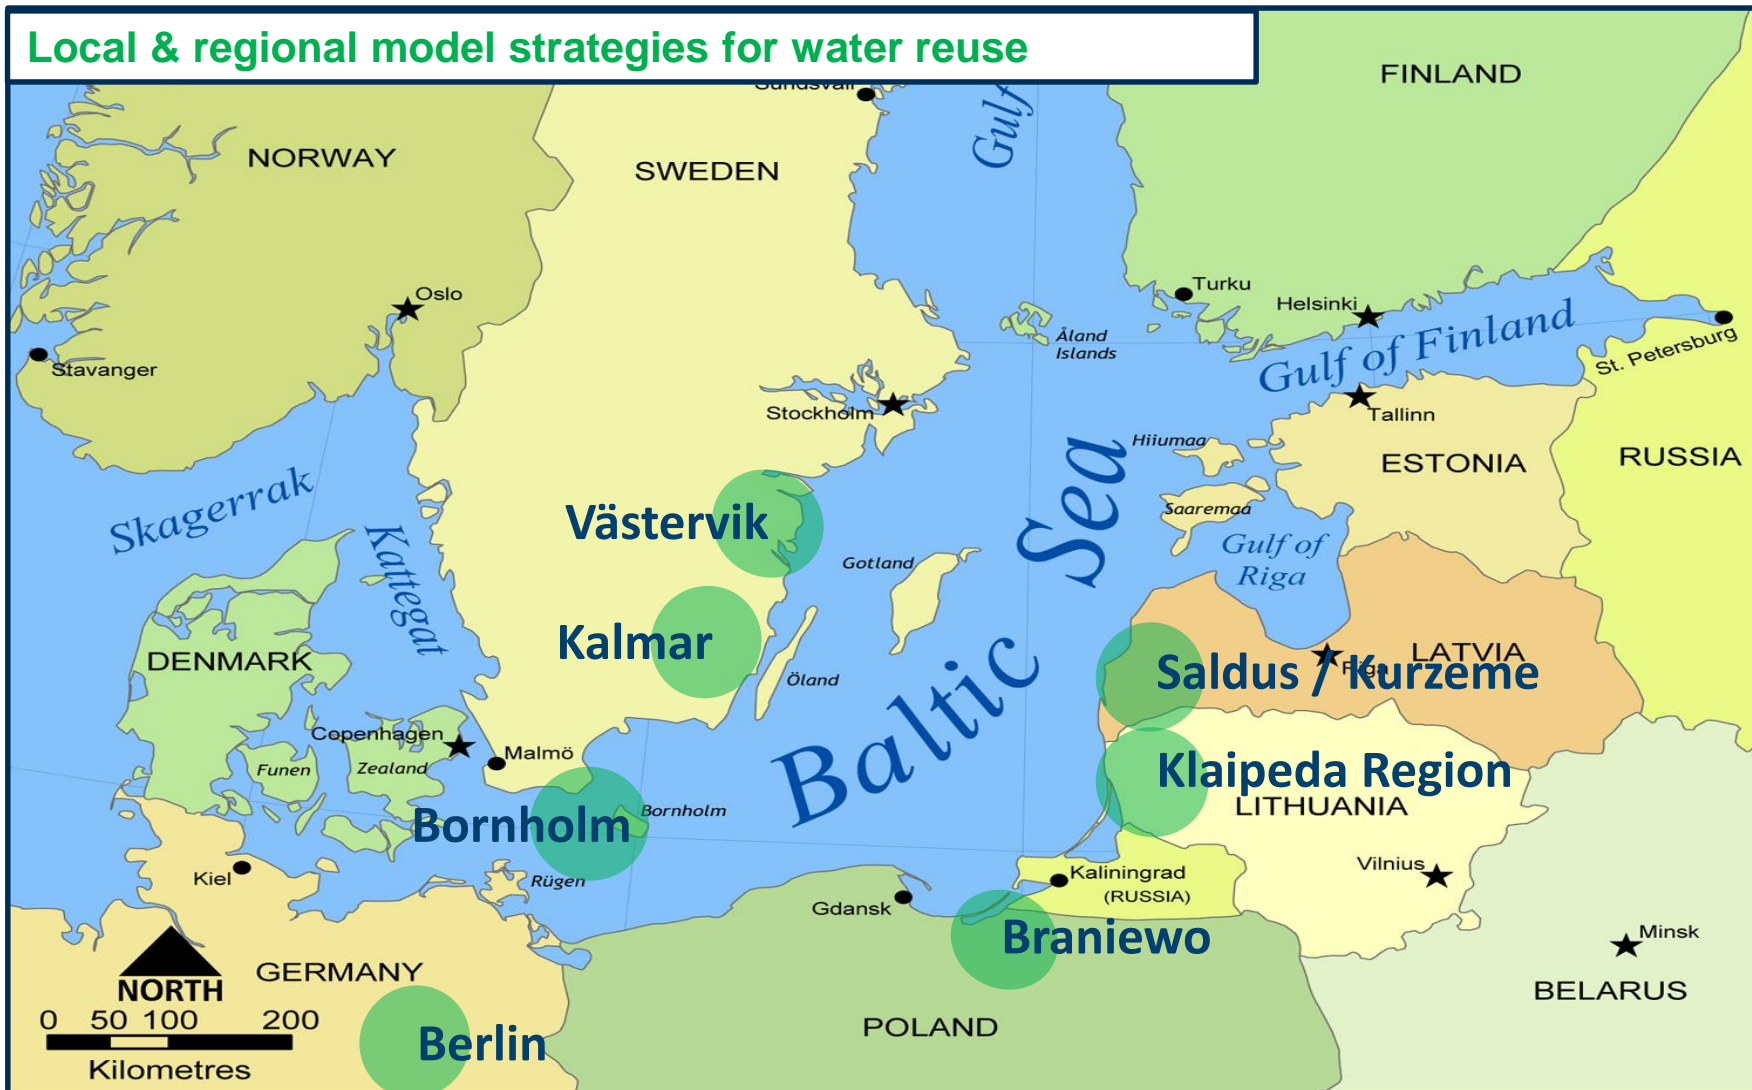 Local & regional model strategies for water reuse
FINLAND
Gulf
NORWAY
SWEDEN
Oslo
Turku
Helsinki
Åland
Islands
Gulf of Finland
St. Petersburg
Stavanger
Stockholm
Tallinn
Hiiumaa
ESTONIA
RUSSIA
Skagerrak
Kattegat
Västervik
Saaremaa
Gotland
Gulf of
Riga
Baltic Sea
Kalmar
DENMARK
Öland
LATVIA
Riga
Saldus / Kurzeme
Copenhagen
Malmö
Funen
Zealand
Klaipeda Region
LITHUANIA
Bornholm
Bornholm
Kiel
Rügen
Gdansk
Kaliningrad
(RUSSIA)
Vilnius
Braniewo
Minsk
GERMANY
NORTH
BELARUS
0 50 100 200
Kilometres
Berlin
POLAND